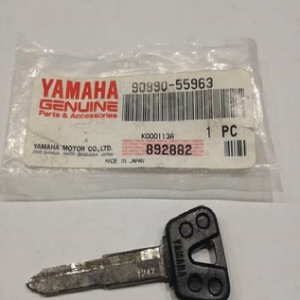 YAMAHA
GENUINE
Parts & Accessories
90890-55963
1 PC
K000113A
YAMAHA MOTOR CO., LTD.
MADE IN JAPAN
892882
YAMAHA